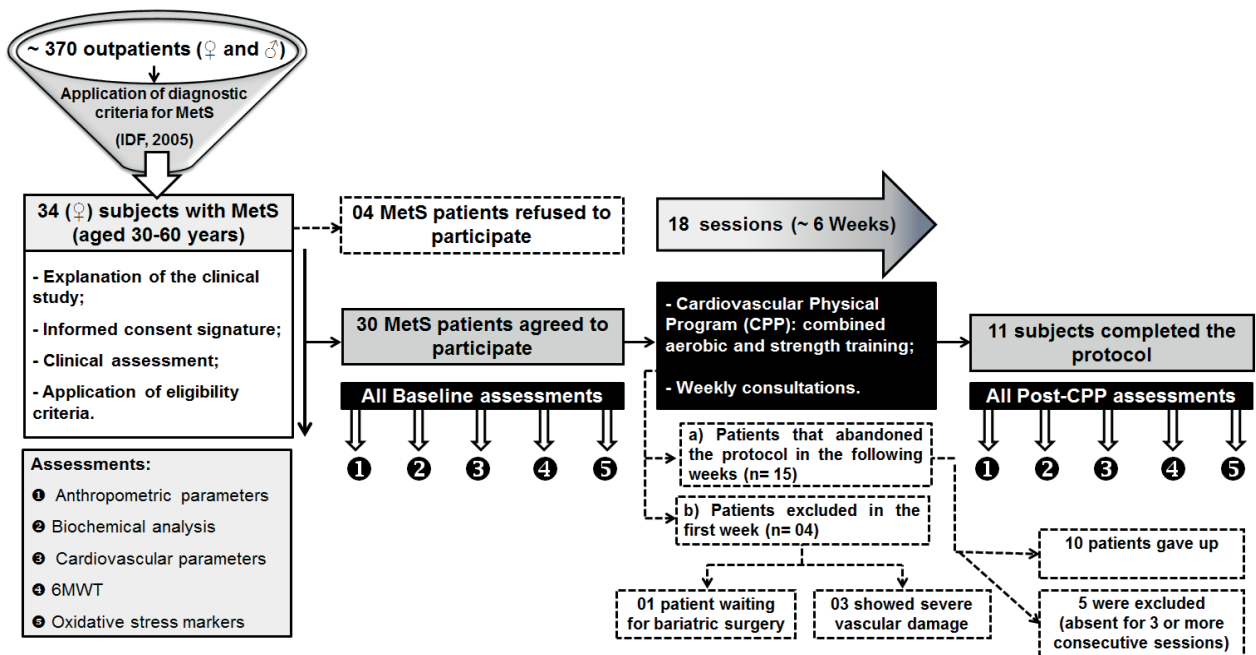 ~ 370 outpatients (♀ and ♂)
Application of diagnostic
criteria for MetS
(IDF, 2005)
34 (♀) subjects with MetS
(aged 30-60 years)
- Explanation of the clinical
study;
- Informed consent signature;
- Clinical assessment;
- Application of eligibility
criteria.
Assessments:
❶ Anthropometric parameters
❷ Biochemical analysis
❸ Cardiovascular parameters
❹ 6MWT
❺ Oxidative stress markers
04 MetS patients refused to
participate
30 MetS patients agreed to
participate
All Baseline assessments
❶ ❷ ❸ ❹ ❺
18 sessions (~ 6 Weeks)
- Cardiovascular Physical
Program (CPP): combined
aerobic and strength training;
- Weekly consultations.
a) Patients that abandoned
the protocol in the following
weeks (n= 15)
b) Patients excluded in the
first week (n= 04)
01 patient waiting
for bariatric surgery
03 showed severe
vascular damage
11 subjects completed the
protocol
All Post-CPP assessments
❶ ❷ ❸ ❹ ❺
10 patients gave up
5 were excluded
(absent for 3 or more
consecutive sessions)